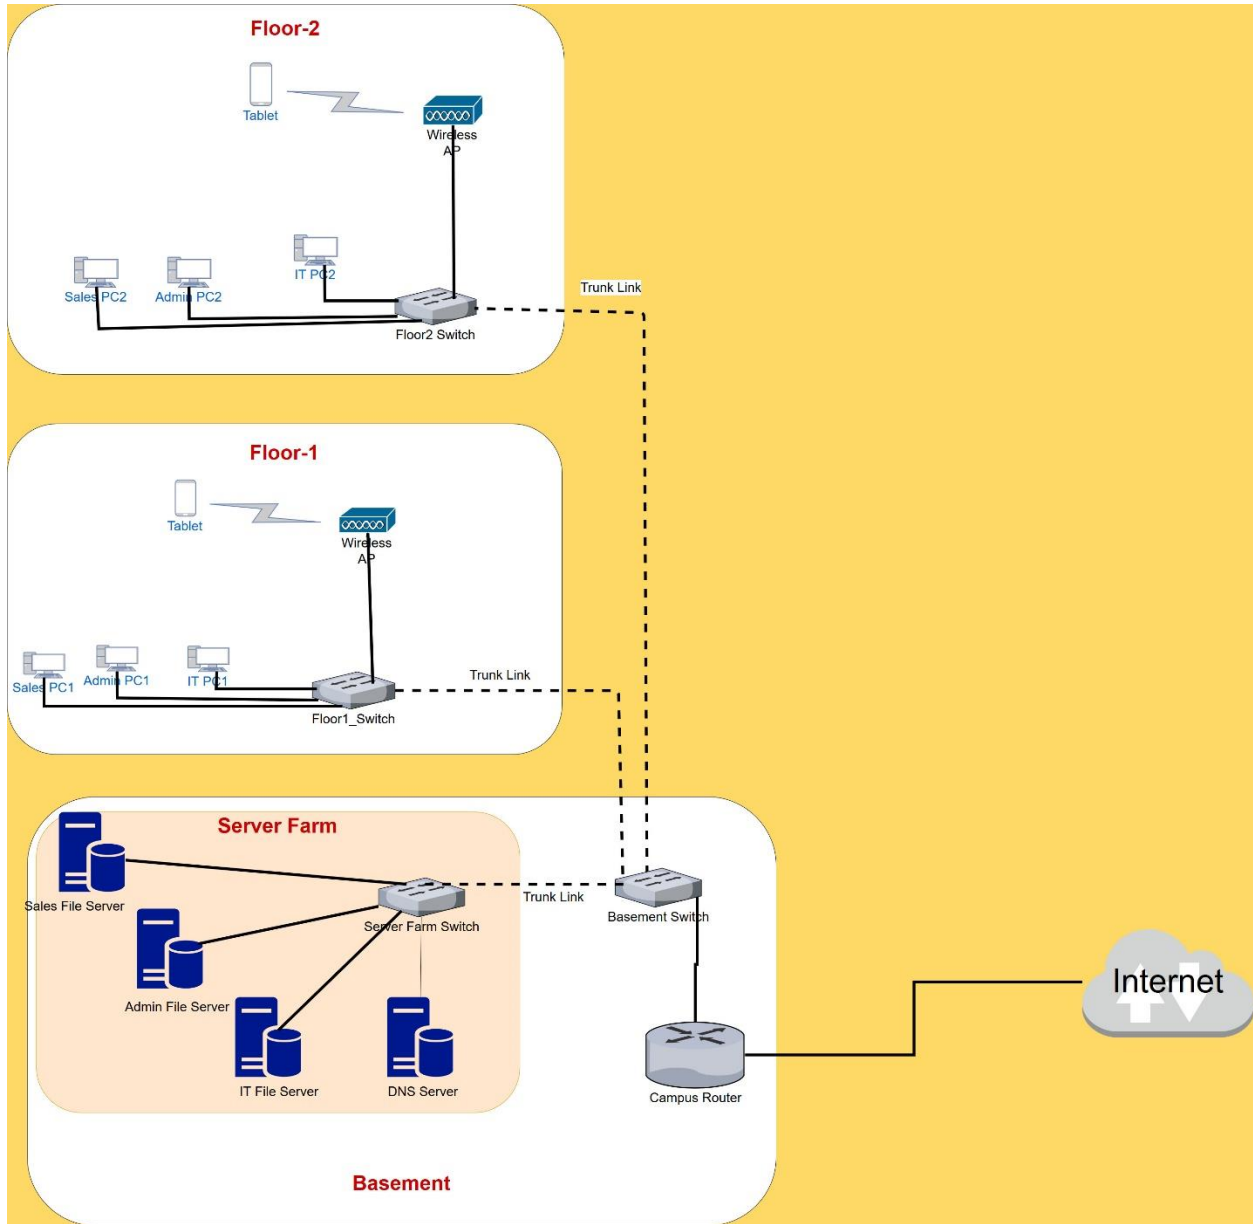 Floor-2
Tablet
Wireless
AP
IT PC2
Sales PC2
Admin PC2
Floor2 Switch
Trunk Link
Floor-1
Tablet
Wireless
AP
Sales PC1
Admin PC1
IT PC1
Floor1_Switch
Trunk Link
Server Farm
Sales File Server
Server Farm Switch
Trunk Link
Basement Switch
Admin File Server
IT File Server
DNS Server
Campus Router
Internet
Basement